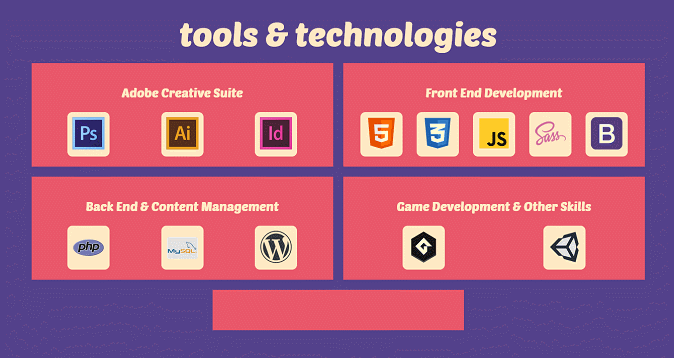 tools & technologies
Adobe Creative Suite
Ps Ai Id
Front End Development
5 3 JS Sass B
Back End & Content Management
php MySQL W
Game Development & Other Skills